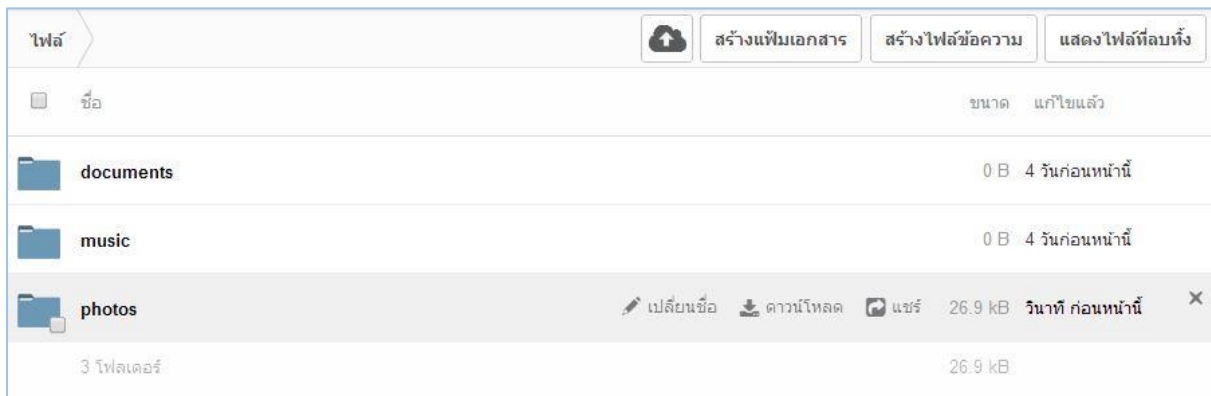 ไฟล์ สร้างแฟ้มเอกสาร สร้างไฟล์ข้อความ แสดงไฟล์ที่ลบทิ้ง
ชื่อ ขนาด แก้ไขแล้ว
documents 0 B 4 วันก่อนหน้านี้
music 0 B 4 วันก่อนหน้านี้
photos เปลี่ยนชื่อ ดาวน์โหลด แชร์ 26.9 kB วินาที ก่อนหน้านี้
3 โฟลเดอร์ 26.9 kB